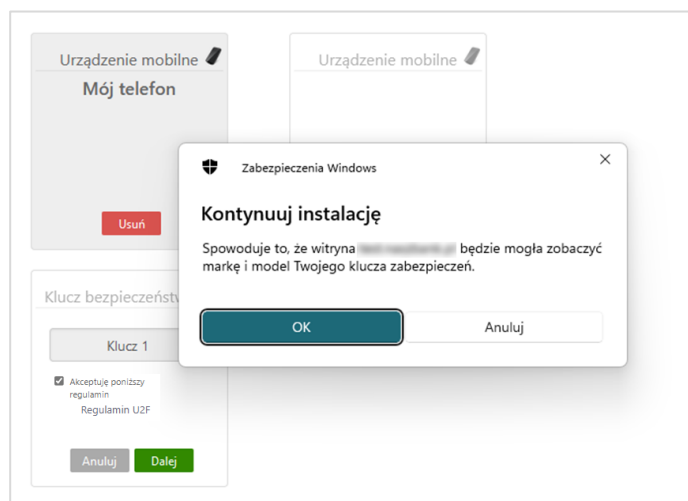 Urządzenie mobilne
Mój telefon
Usuń
Urządzenie mobilne
Zabezpieczenia Windows
Kontynuuj instalację
Spowoduje to, że witryna będzie mogła zobaczyć
markę i model Twojego klucza zabezpieczeń.
OK
Anuluj
Klucz bezpieczeństw
Klucz 1
Akceptuję poniższy
regulamin
Regulamin U2F
Anuluj
Dalej